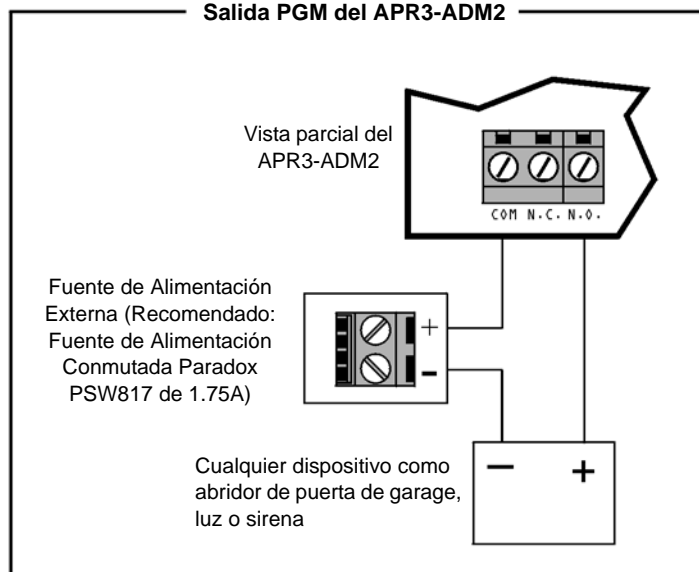 Salida PGM del APR3-ADM2
Vista parcial del
APR3-ADM2
COM N.C. N.O.
Fuente de Alimentación
Externa (Recomendado:
Fuente de Alimentación
Conmutada Paradox
PSW817 de 1.75A)
+
-
Cualquier dispositivo como
abridor de puerta de garage,
luz o sirena
- +